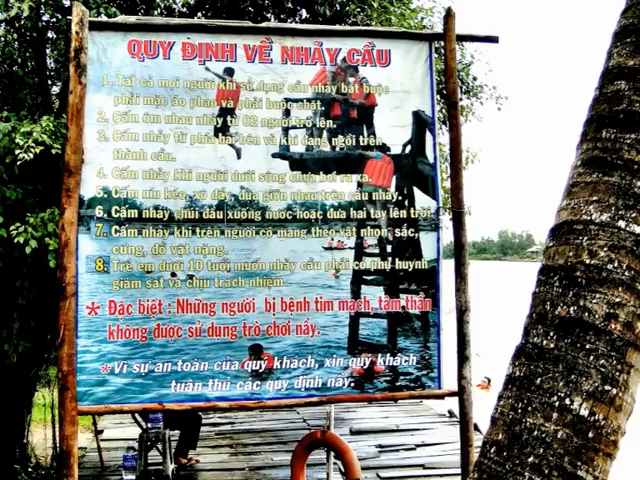 QUY ĐỊNH VỀ NHẢY CẦU
1. Tất cả mọi người khi sử dụng cầu nhảy bắt buộc
phải mặc áo phao và phải buộc chặt.
2. Cấm ôm nhau nhảy từ 02 người trở lên.
3. Cấm nhảy từ phía hai bên và khi đang ngồi trên
thành cầu.
4. Cấm nhảy khi người dưới sông chưa bơi ra xa.
5. Cấm níu kéo, xô đẩy, đùa giỡn nhau trên cầu nhảy.
6. Cấm nhảy chúi đầu xuống nước hoặc đưa hai tay lên trời.
7. Cấm nhảy khi trên người có mang theo vật nhọn, sắc,
cứng, đồ vật nặng.
8. Trẻ em dưới 10 tuổi muốn nhảy cầu phải có phụ huynh
giám sát và chịu trách nhiệm.
* Đặc biệt : Những người bị bệnh tim mạch, tâm thần
không được sử dụng trò chơi nầy.
* Vì sự an toàn của quý khách, xin quý khách
tuân thủ các quy định này.